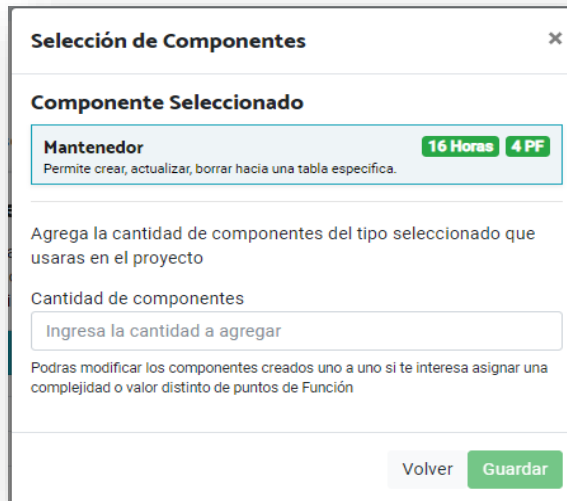 Selección de Componentes ×
Componente Seleccionado
Mantenedor 16 Horas 4 PF
Permite crear, actualizar, borrar hacia una tabla especifica.
Agrega la cantidad de componentes del tipo seleccionado que
usaras en el proyecto
Cantidad de componentes
Ingresa la cantidad a agregar
Podras modificar los componentes creados uno a uno si te interesa asignar una
complejidad o valor distinto de puntos de Función
Volver Guardar